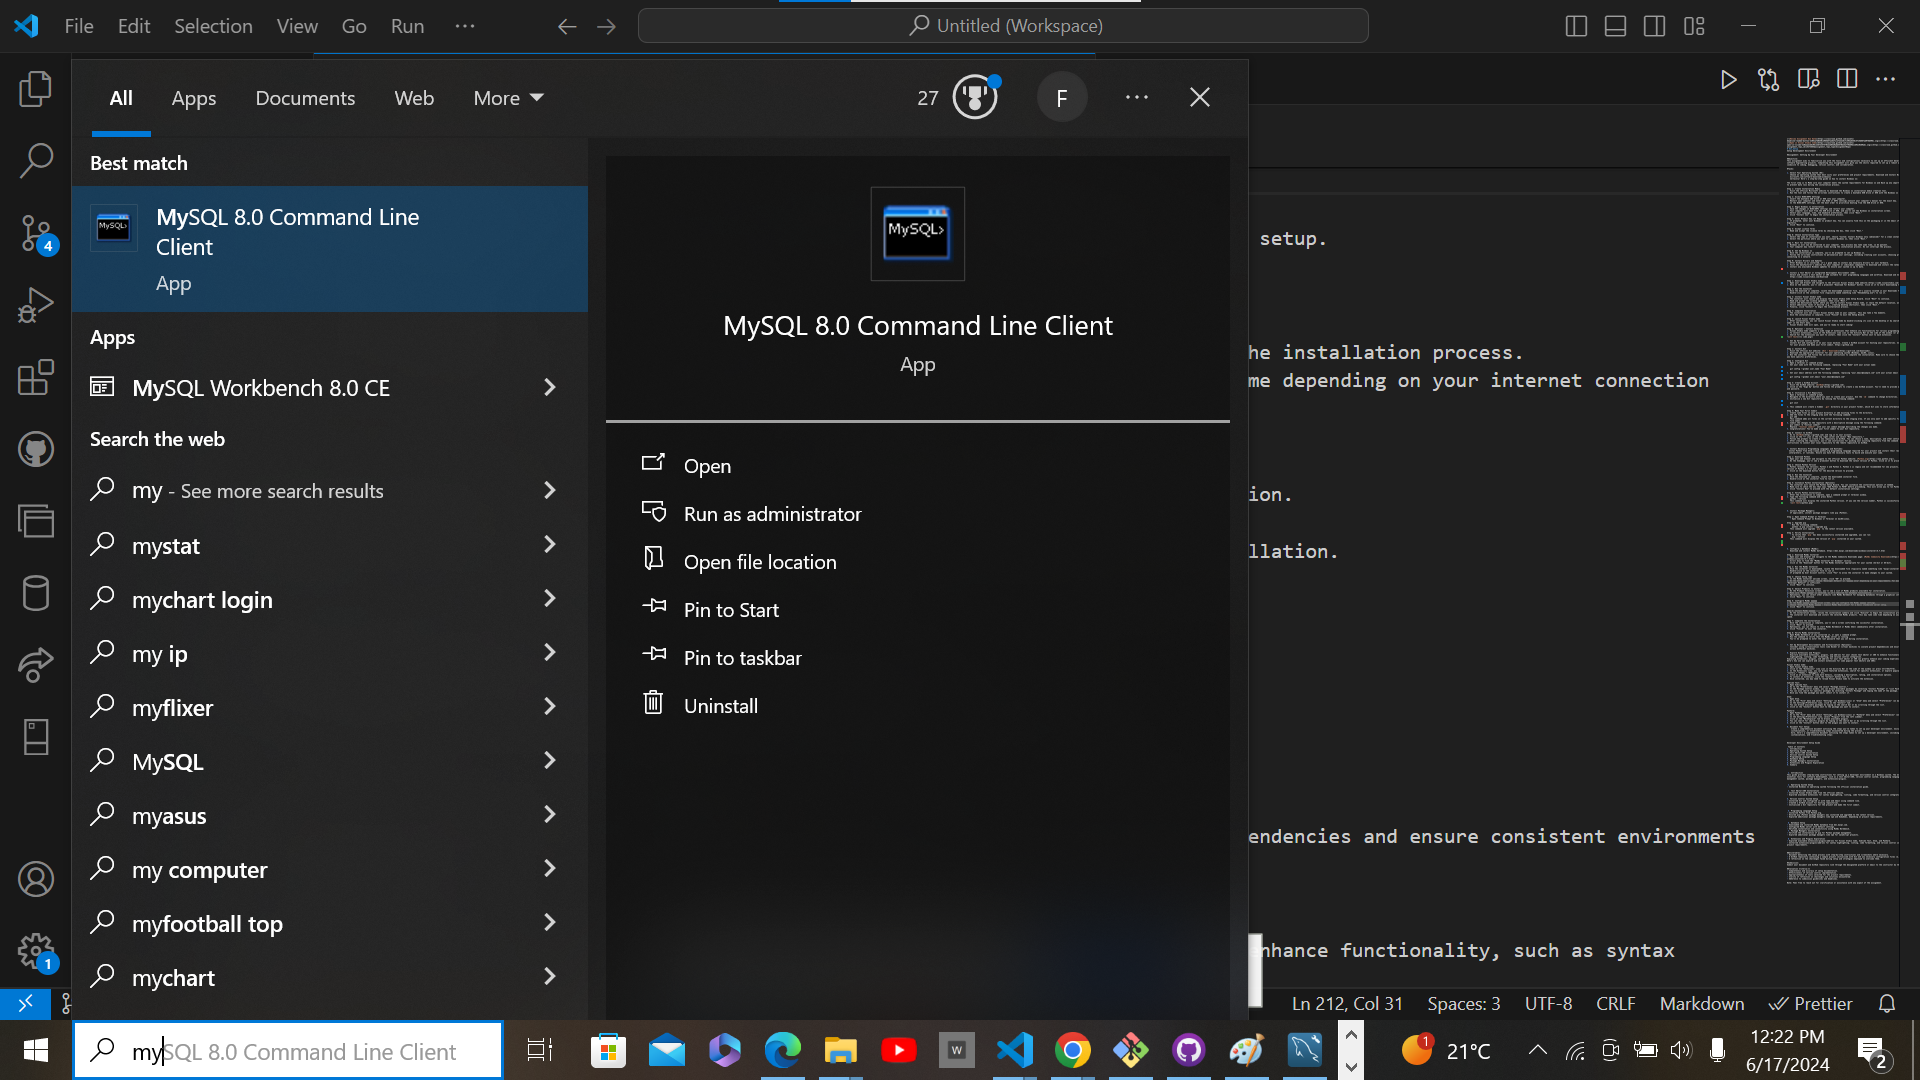 File Edit Selection View Go Run ···
Untitled (Workspace)
All Apps Documents Web More
27
F
Best match
MySQL 8.0 Command Line
Client
App
Apps
MySQL Workbench 8.0 CE
Search the web
my - See more search results
mystat
mychart login
my ip
myflixer
MySQL
myasus
my computer
myfootball top
mychart
MySQL>
MySQL>
MySQL 8.0 Command Line Client
App
Open
Run as administrator
Open file location
Pin to Start
Pin to taskbar
Uninstall
setup.
he installation process.
me depending on your internet connection
ion.
llation.
endencies and ensure consistent environments
nhance functionality, such as syntax
4
1
Ln 212, Col 31 Spaces: 3 UTF-8 CRLF Markdown Prettier
mySQL 8.0 Command Line Client
W
1
21°C
12:22 PM
6/17/2024
2